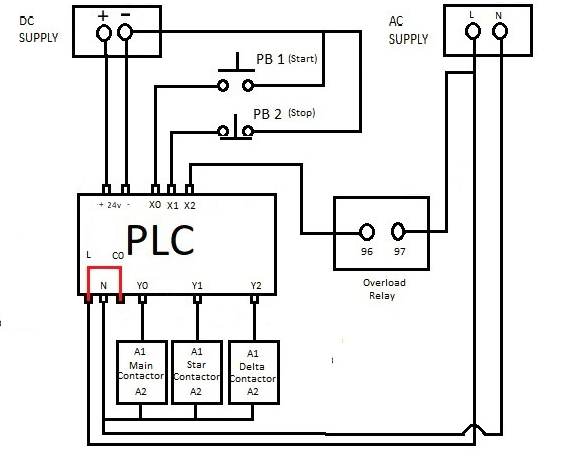 DC
SUPPLY
+ -
AC
SUPPLY
L N
PB 1 (Start)
PB 2 (Stop)
+ 24v - X0 X1 X2
PLC
L CO
N Y0 Y1 Y2
96 97
Overload
Relay
A1
Main
Contactor
A2
A1
Star
Contactor
A2
A1
Delta
Contactor
A2